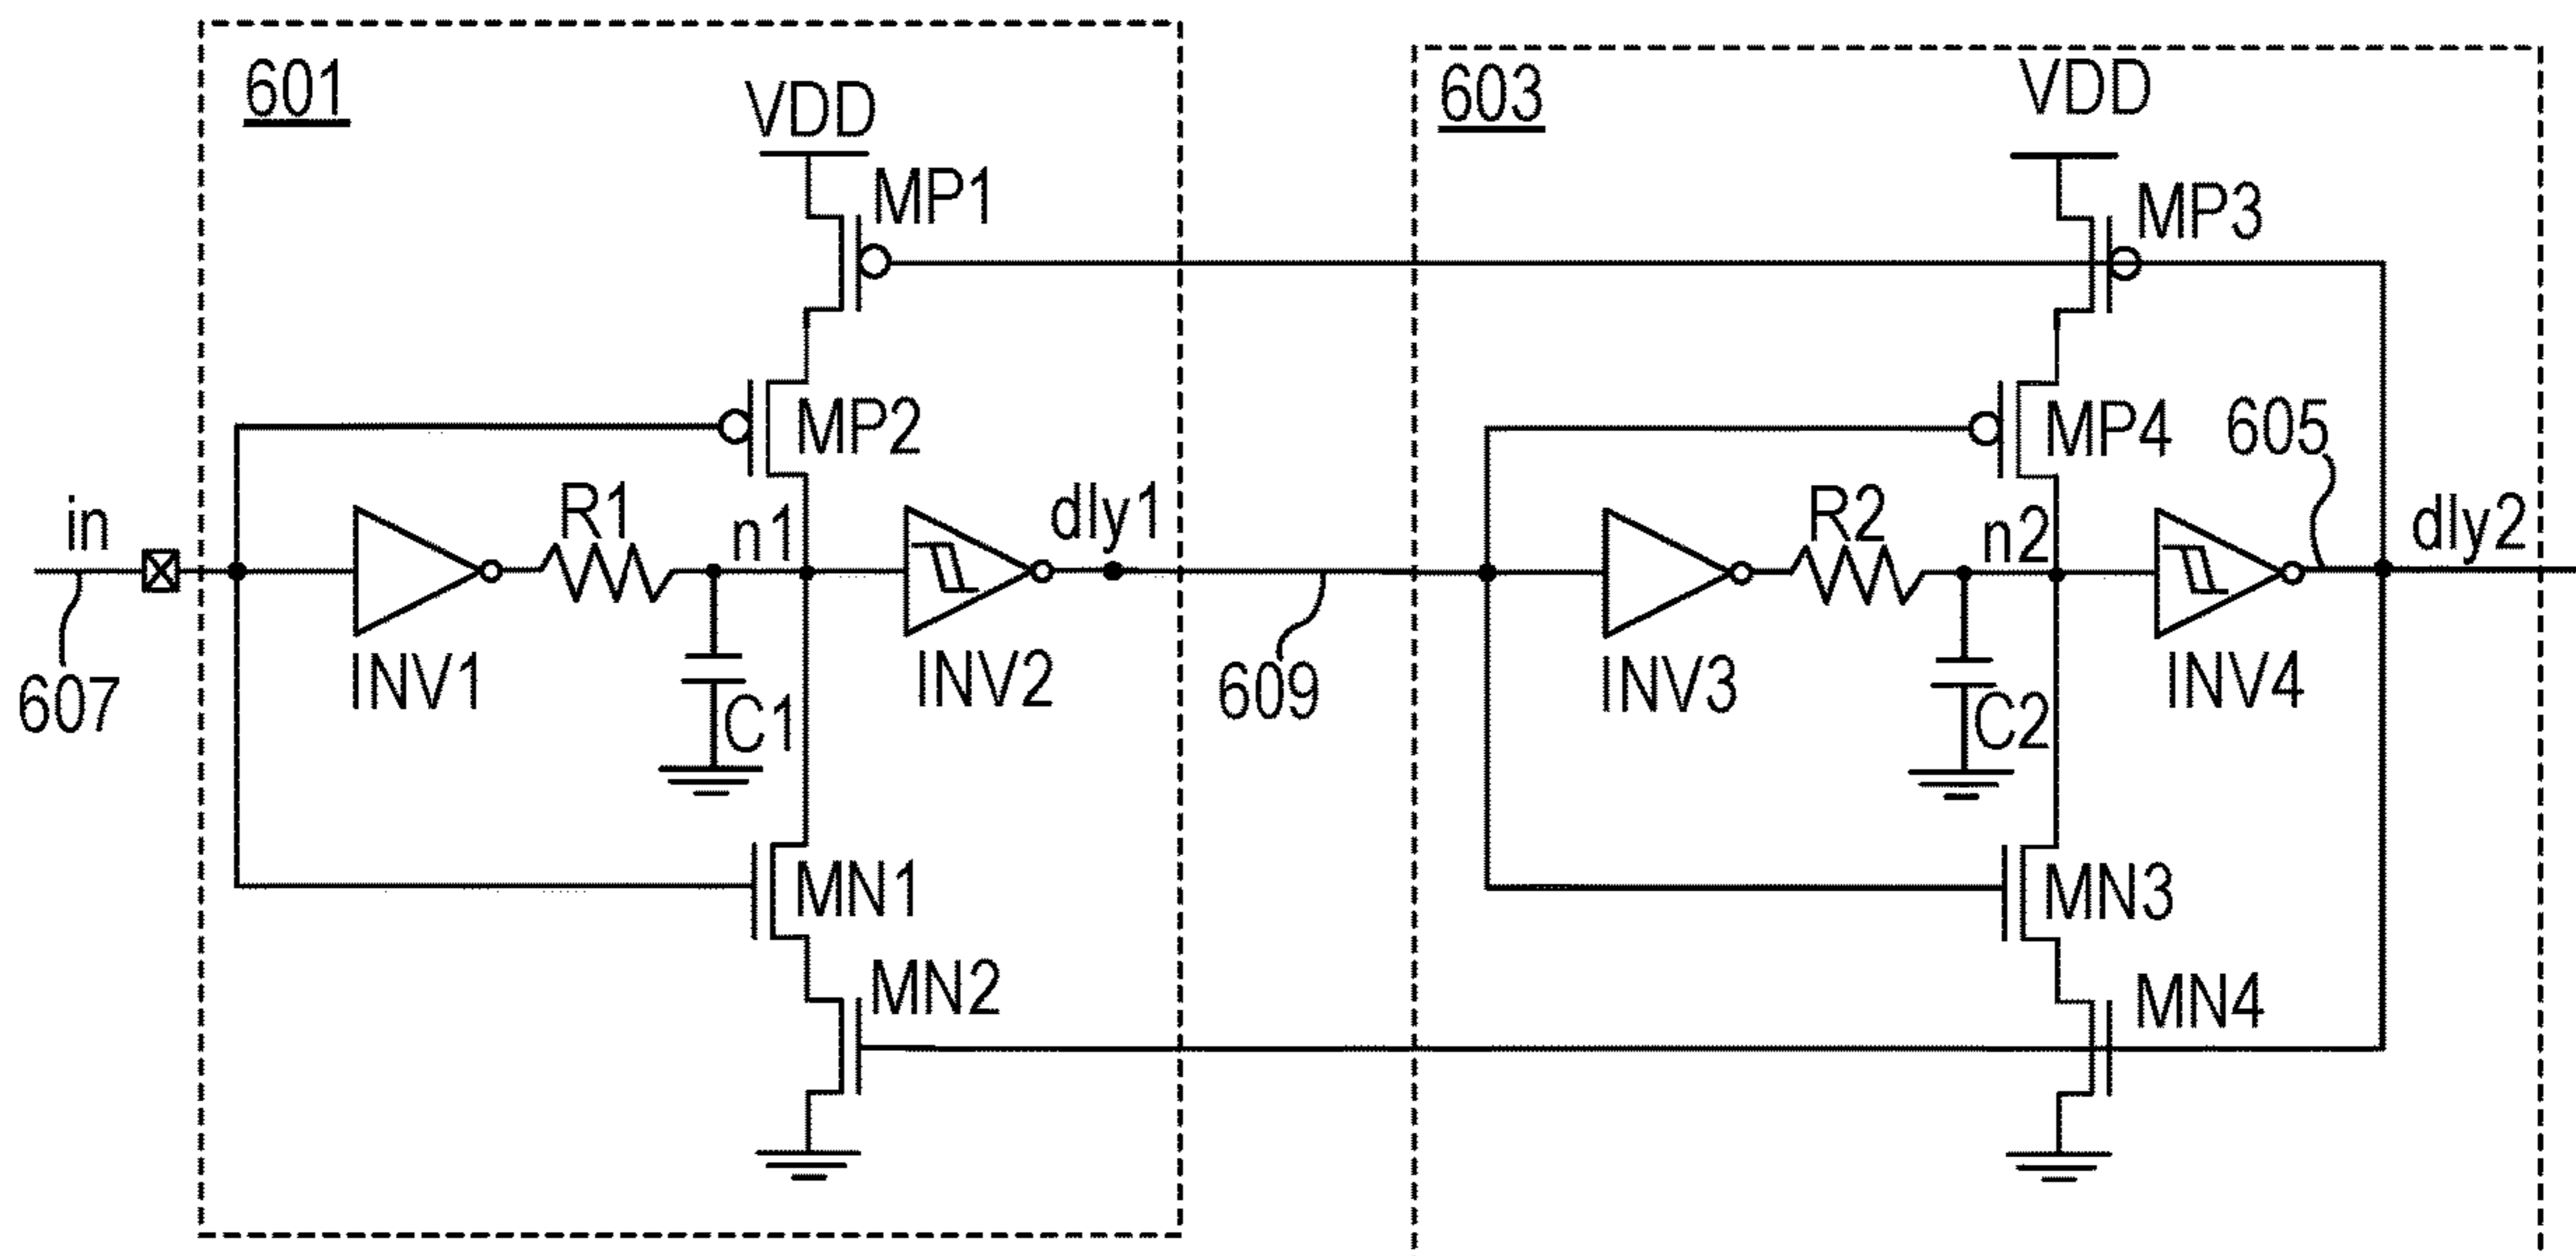 601
VDD
MP1
MP2
in
R1
n1
dly1
INV1
C1
INV2
607
609
MN1
MN2
603
VDD
MP3
MP4
605
R2
n2
dly2
INV3
C2
INV4
MN3
MN4